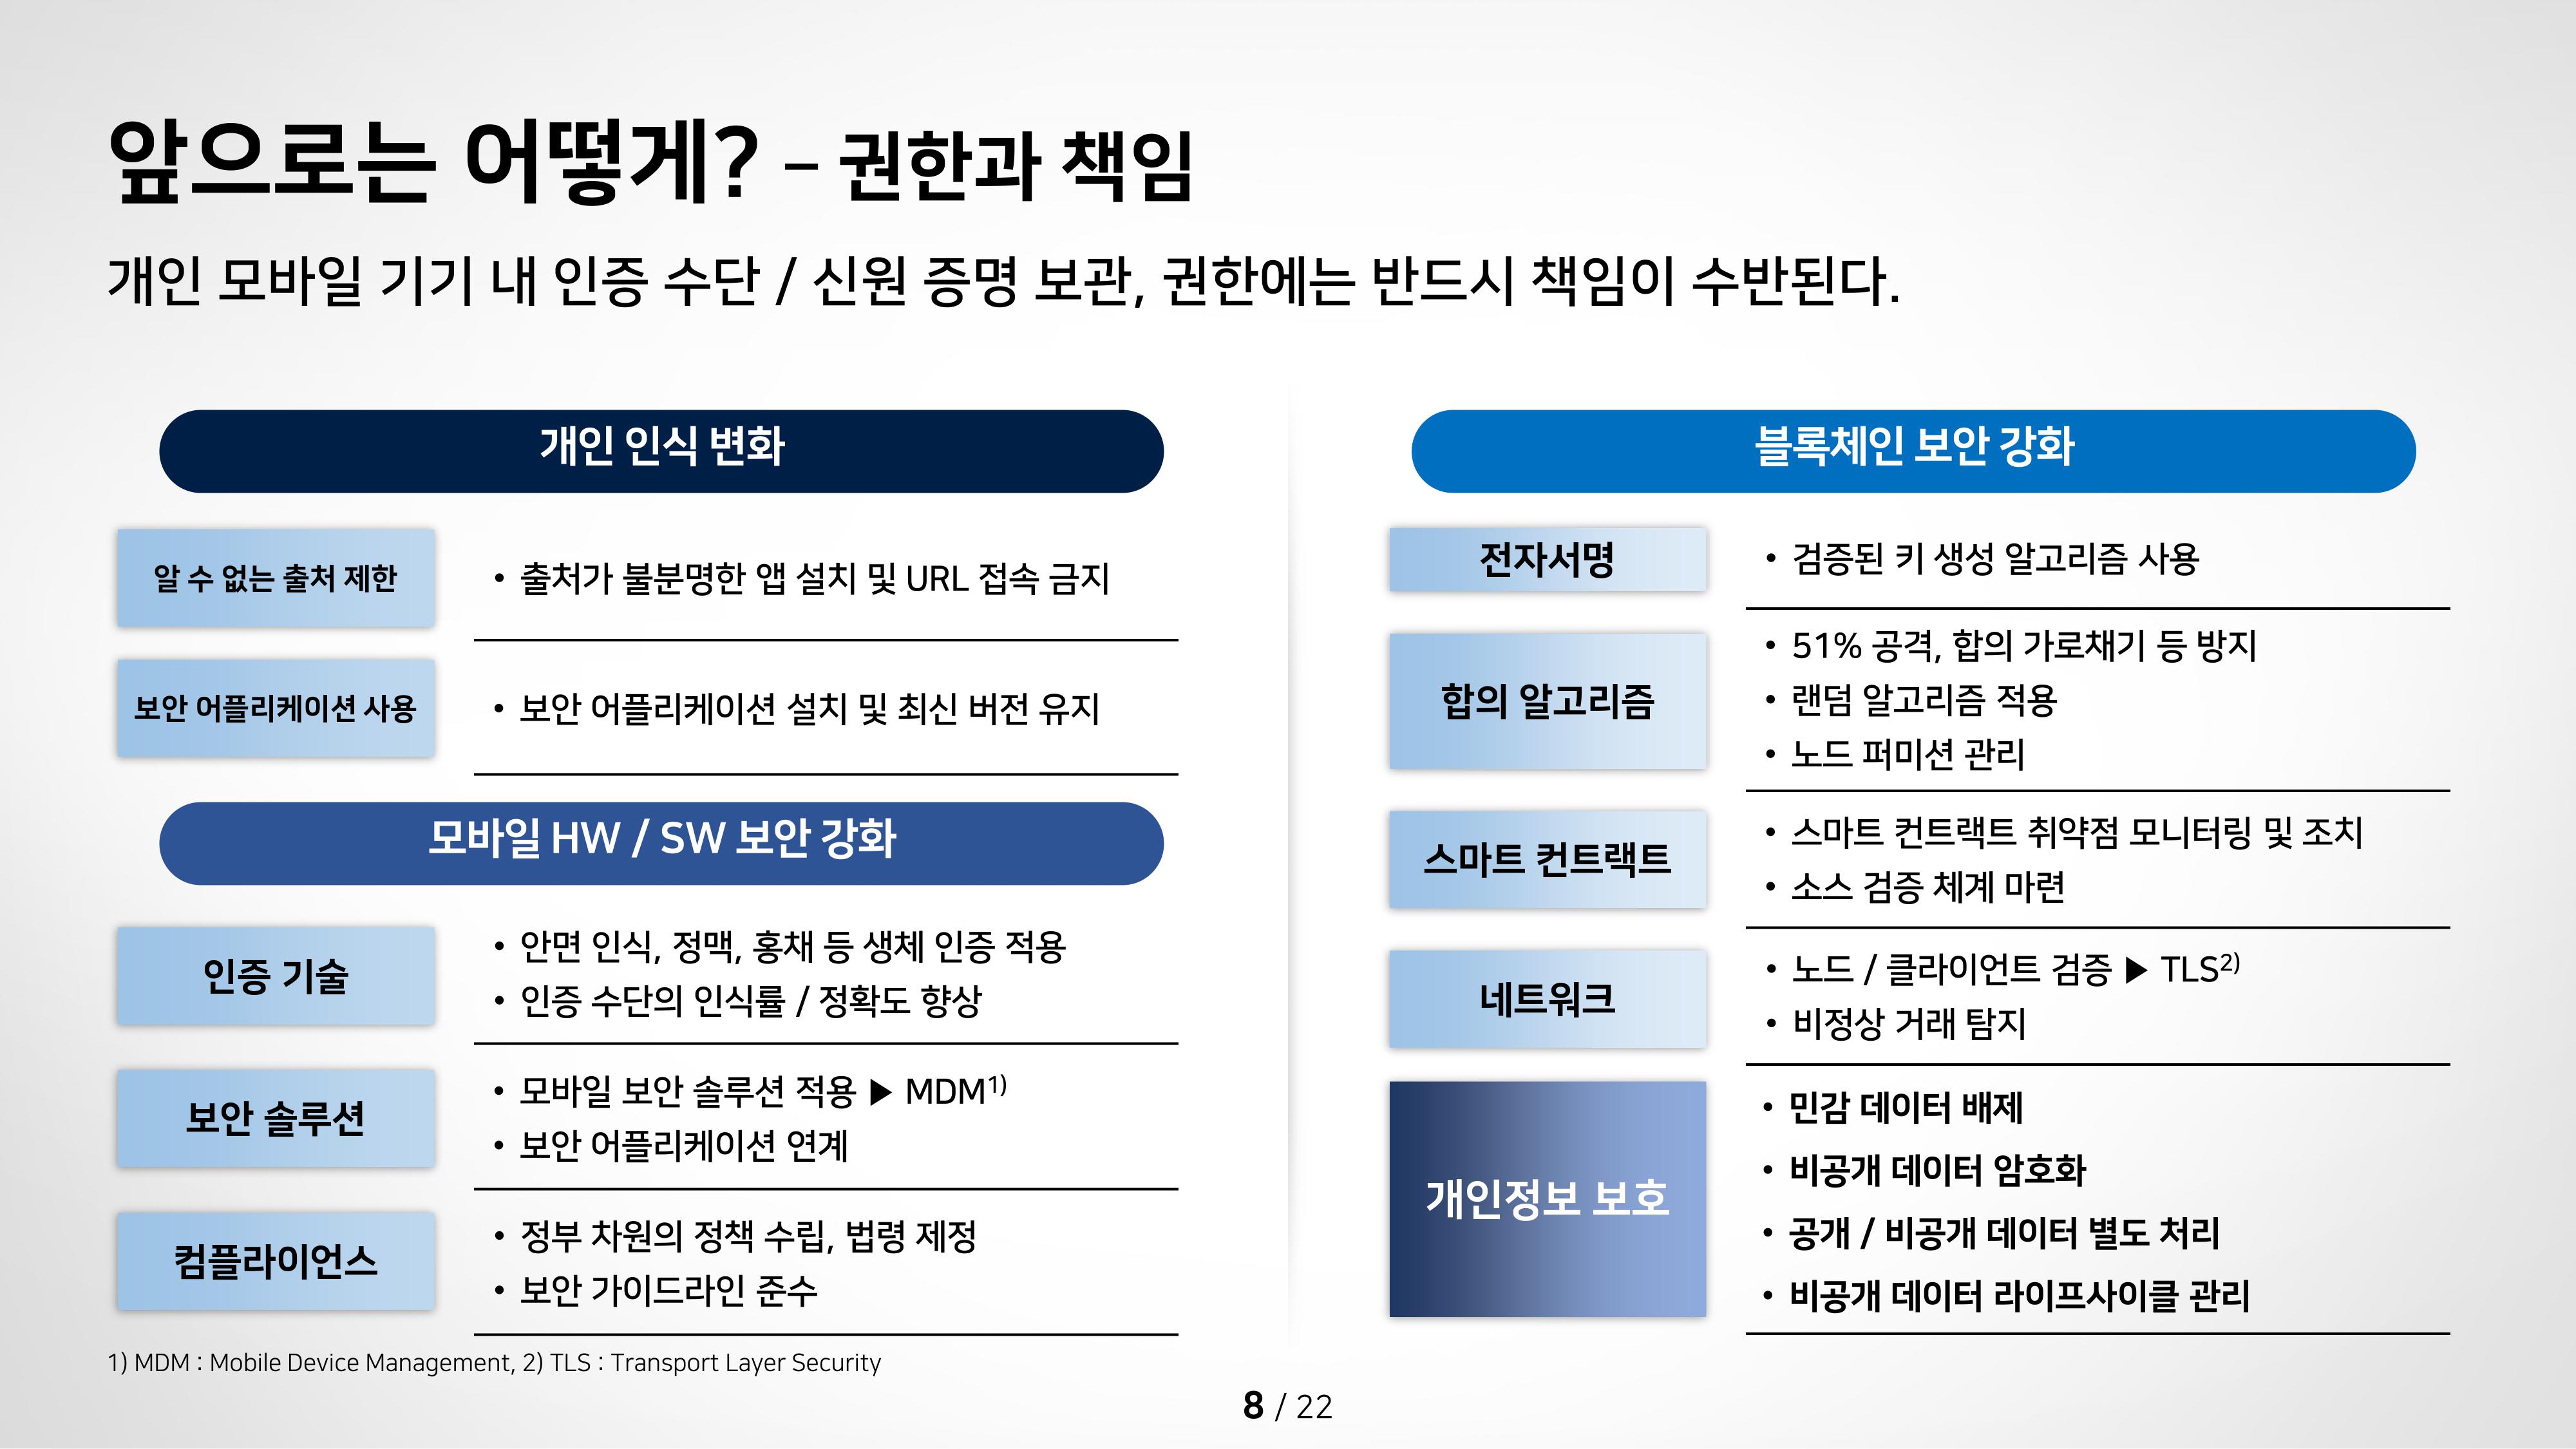 앞으로는 어떻게? – 권한과 책임
개인 모바일 기기 내 인증 수단 / 신원 증명 보관, 권한에는 반드시 책임이 수반된다.
개인 인식 변화
알 수 없는 출처 제한
• 출처가 불분명한 앱 설치 및 URL 접속 금지
보안 어플리케이션 사용
• 보안 어플리케이션 설치 및 최신 버전 유지
모바일 HW / SW 보안 강화
인증 기술
• 안면 인식, 정맥, 홍채 등 생체 인증 적용
• 인증 수단의 인식률 / 정확도 향상
보안 솔루션
• 모바일 보안 솔루션 적용 ▶ MDM1)
• 보안 어플리케이션 연계
컴플라이언스
• 정부 차원의 정책 수립, 법령 제정
• 보안 가이드라인 준수
블록체인 보안 강화
전자서명
• 검증된 키 생성 알고리즘 사용
합의 알고리즘
• 51% 공격, 합의 가로채기 등 방지
• 랜덤 알고리즘 적용
• 노드 퍼미션 관리
스마트 컨트랙트
• 스마트 컨트랙트 취약점 모니터링 및 조치
• 소스 검증 체계 마련
네트워크
• 노드 / 클라이언트 검증 ▶ TLS2)
• 비정상 거래 탐지
개인정보 보호
• 민감 데이터 배제
• 비공개 데이터 암호화
• 공개 / 비공개 데이터 별도 처리
• 비공개 데이터 라이프사이클 관리
1) MDM : Mobile Device Management, 2) TLS : Transport Layer Security
8 / 22